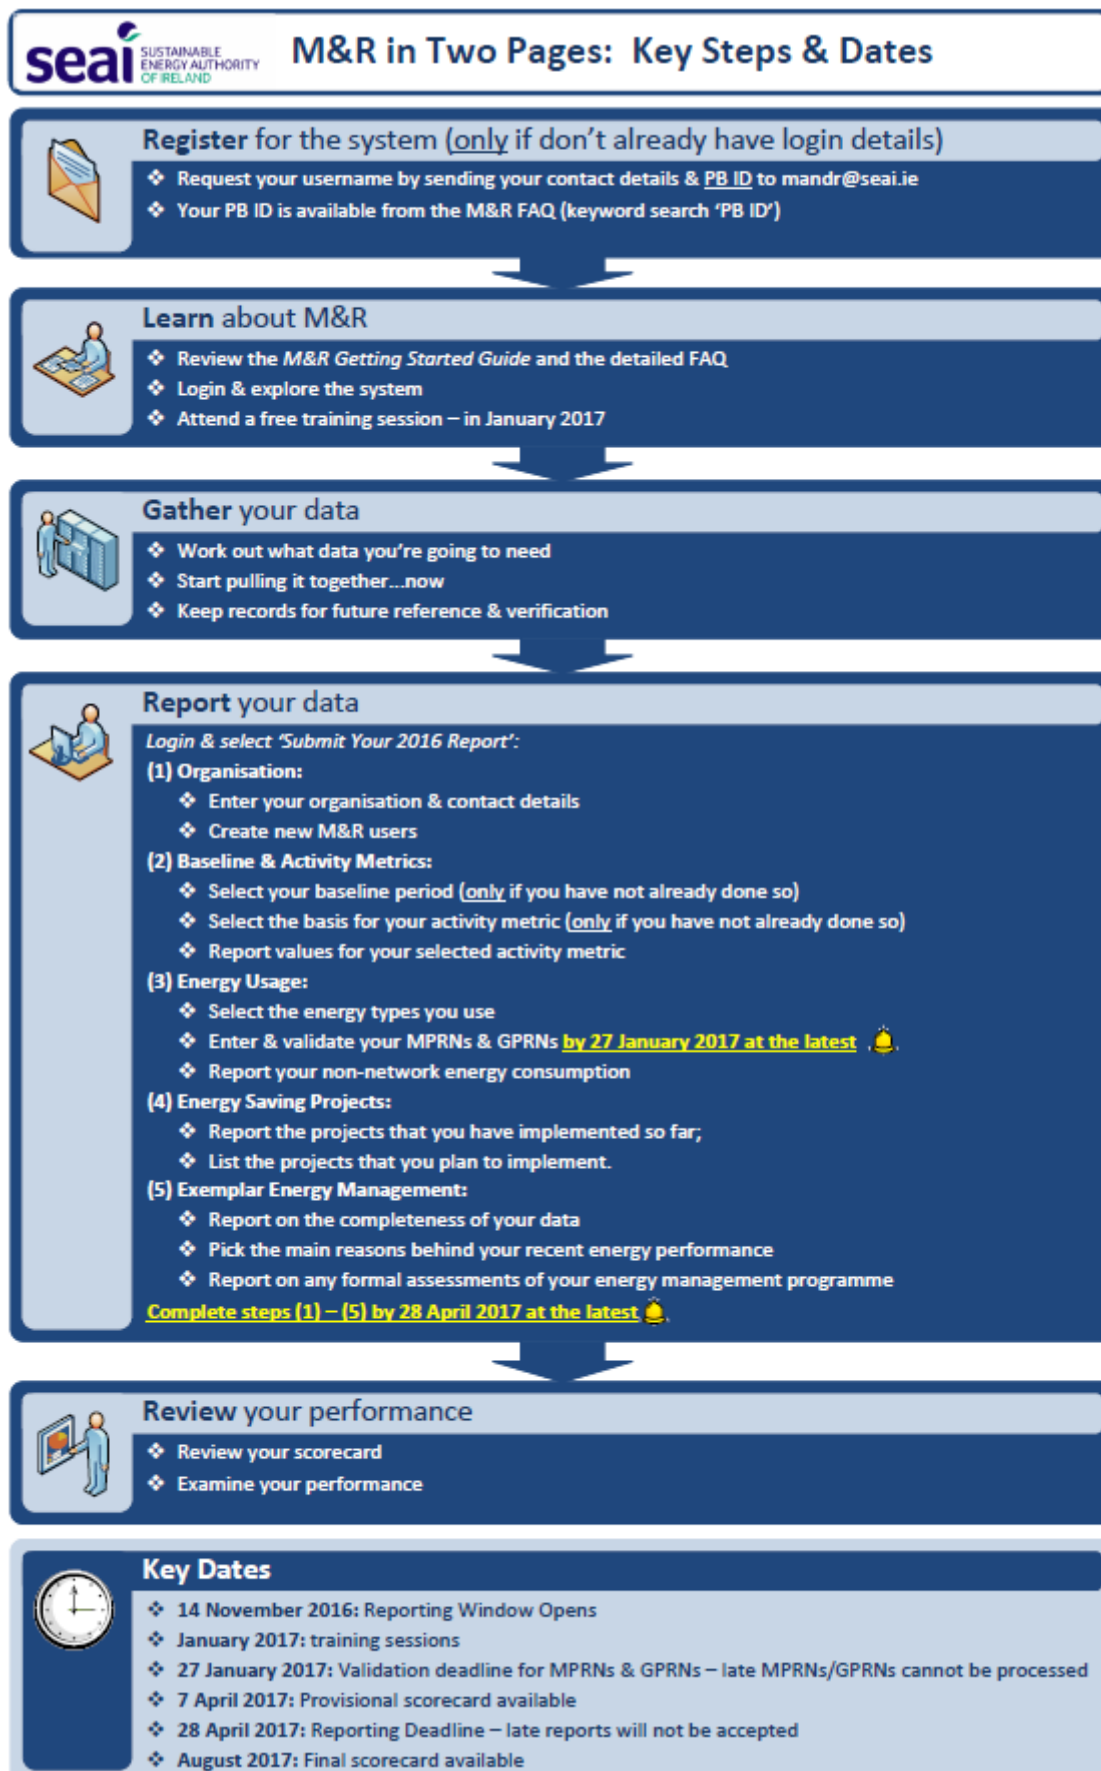 seai SUSTAINABLE
ENERGY AUTHORITY
OF IRELAND
M&R in Two Pages: Key Steps & Dates
Register for the system (only if don't already have login details)
❖ Request your username by sending your contact details & PB ID to mandr@seai.ie
❖ Your PB ID is available from the M&R FAQ (keyword search 'PB ID')
Learn about M&R
❖ Review the M&R Getting Started Guide and the detailed FAQ
❖ Login & explore the system
❖ Attend a free training session – in January 2017
Gather your data
❖ Work out what data you're going to need
❖ Start pulling it together...now
❖ Keep records for future reference & verification
Report your data
Login & select 'Submit Your 2016 Report':
(1) Organisation:
❖ Enter your organisation & contact details
❖ Create new M&R users
(2) Baseline & Activity Metrics:
❖ Select your baseline period (only if you have not already done so)
❖ Select the basis for your activity metric (only if you have not already done so)
❖ Report values for your selected activity metric
(3) Energy Usage:
❖ Select the energy types you use
❖ Enter & validate your MPRNs & GPRNs by 27 January 2017 at the latest
❖ Report your non-network energy consumption
(4) Energy Saving Projects:
❖ Report the projects that you have implemented so far;
❖ List the projects that you plan to implement.
(5) Exemplar Energy Management:
❖ Report on the completeness of your data
❖ Pick the main reasons behind your recent energy performance
❖ Report on any formal assessments of your energy management programme
Complete steps (1) – (5) by 28 April 2017 at the latest
Review your performance
❖ Review your scorecard
❖ Examine your performance
Key Dates
❖ 14 November 2016: Reporting Window Opens
❖ January 2017: training sessions
❖ 27 January 2017: Validation deadline for MPRNs & GPRNs – late MPRNs/GPRNs cannot be processed
❖ 7 April 2017: Provisional scorecard available
❖ 28 April 2017: Reporting Deadline – late reports will not be accepted
❖ August 2017: Final scorecard available